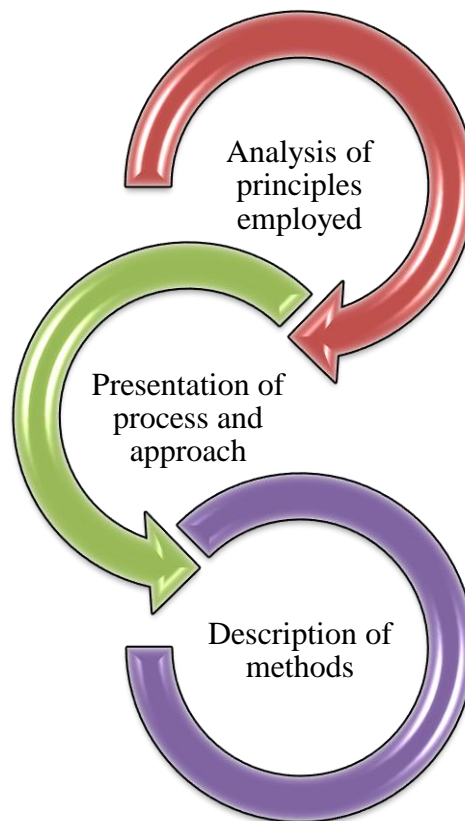 Analysis of
principles
employed
Presentation of
process and
approach
Description of
methods